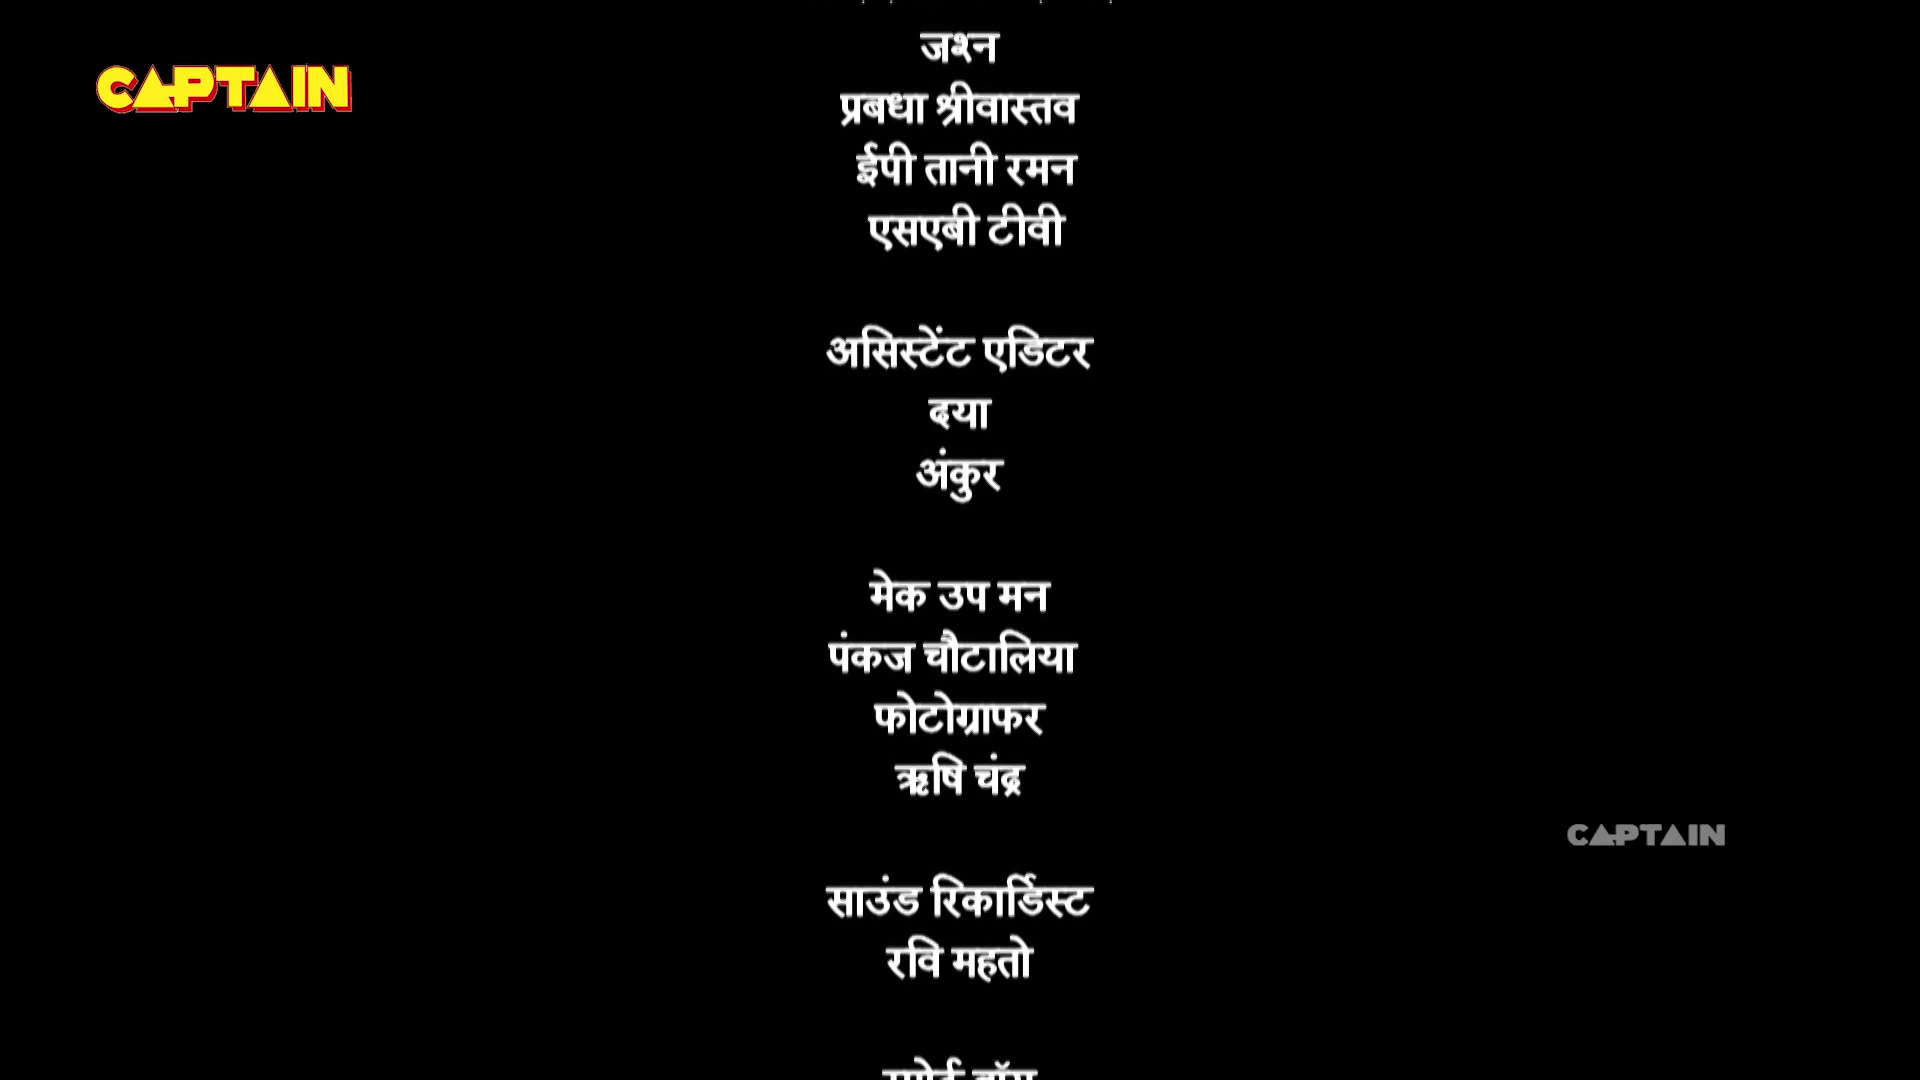 CAPTAIN
जश्न
प्रबधा श्रीवास्तव
ईपी तानी रमन
एसएबी टीवी
असिस्टेंट एडिटर
दया
अंकुर
मेक उप मन
पंकज चौटालिया
फोटोग्राफर
ऋषि चंद्र
CAPTAIN
साउंड रिकार्डिस्ट
रवि महतो